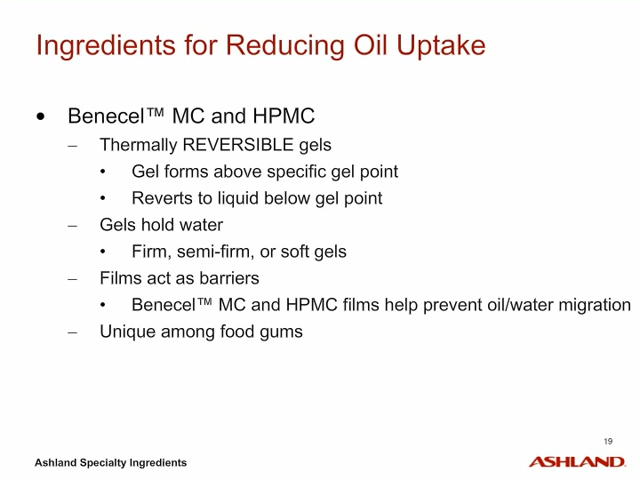 Ingredients for Reducing Oil Uptake
• Benecel™ MC and HPMC
– Thermally REVERSIBLE gels
• Gel forms above specific gel point
• Reverts to liquid below gel point
– Gels hold water
• Firm, semi-firm, or soft gels
– Films act as barriers
• Benecel™ MC and HPMC films help prevent oil/water migration
– Unique among food gums
19
Ashland Specialty Ingredients
ASHLAND